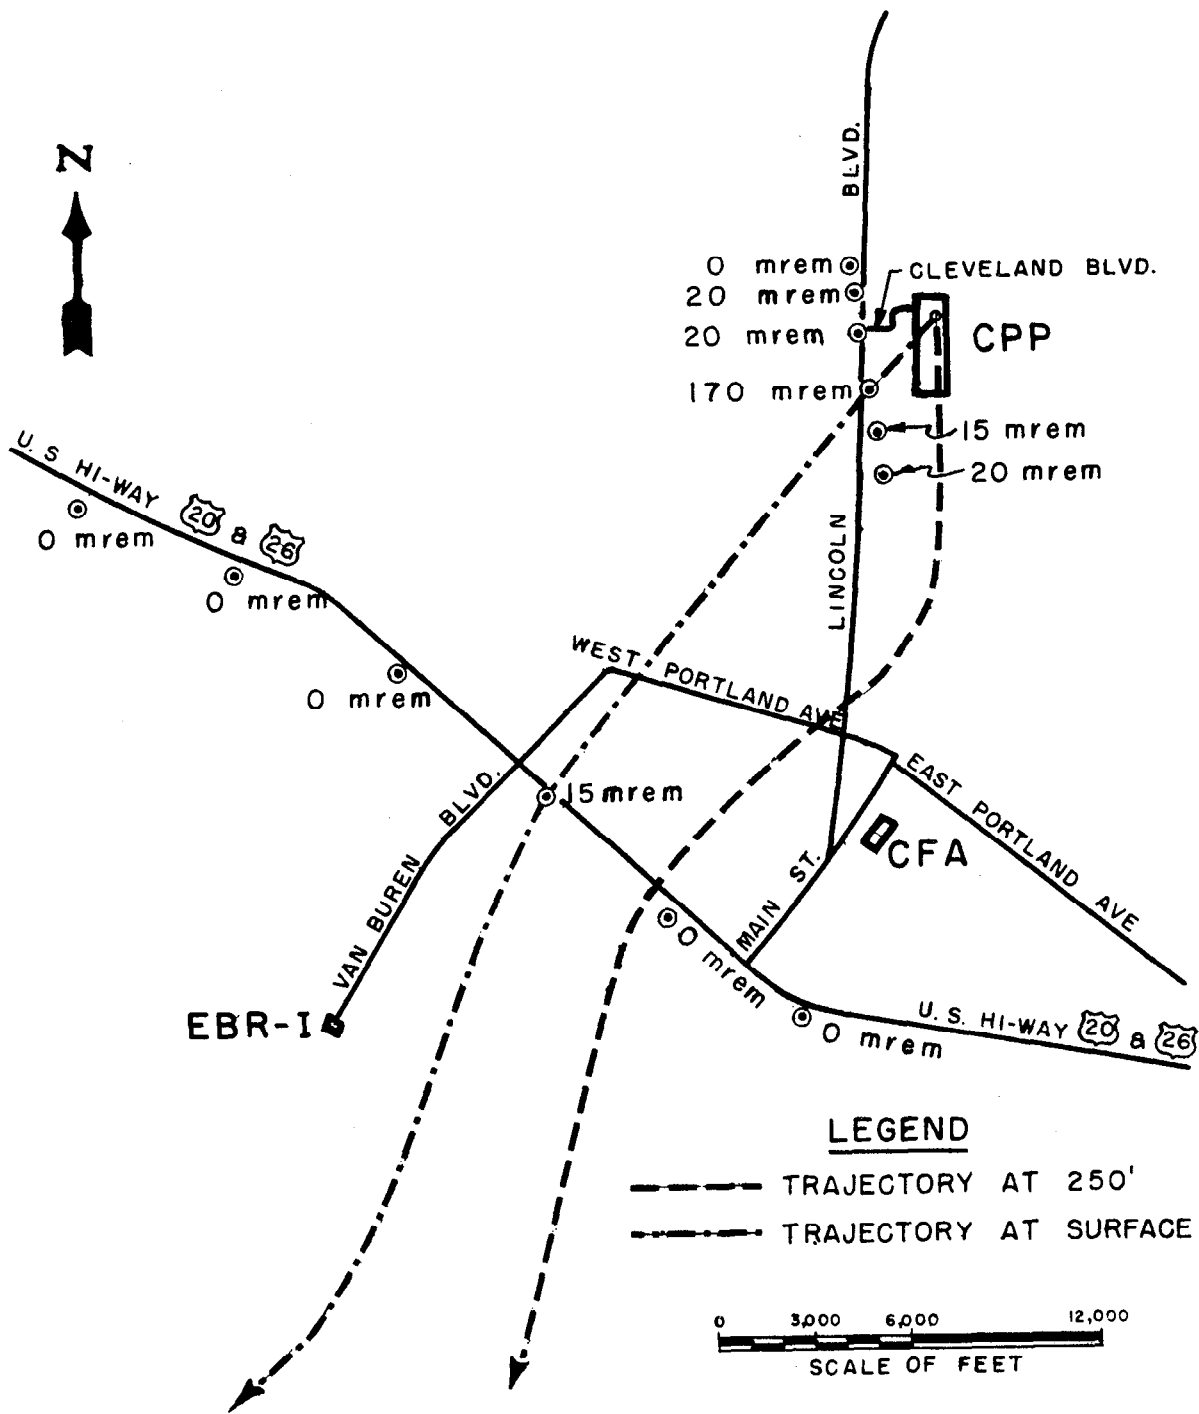 N
BLVD.
0 mrem
CLEVELAND BLVD.
20 mrem
20 mrem
CPP
170 mrem
15 mrem
20 mrem
U. S HI-WAY 20 & 26
0 mrem
0 mrem
0 mrem
LINCOLN
WEST PORTLAND AVE
15 mrem
VAN BUREN BLVD.
EAST PORTLAND AVE
CFA
MAIN ST.
0 mrem
EBR-I
0 mrem
U. S. HI-WAY 20 & 26
LEGEND
TRAJECTORY AT 250'
TRAJECTORY AT SURFACE
0 3,000 6,000 12,000
SCALE OF FEET